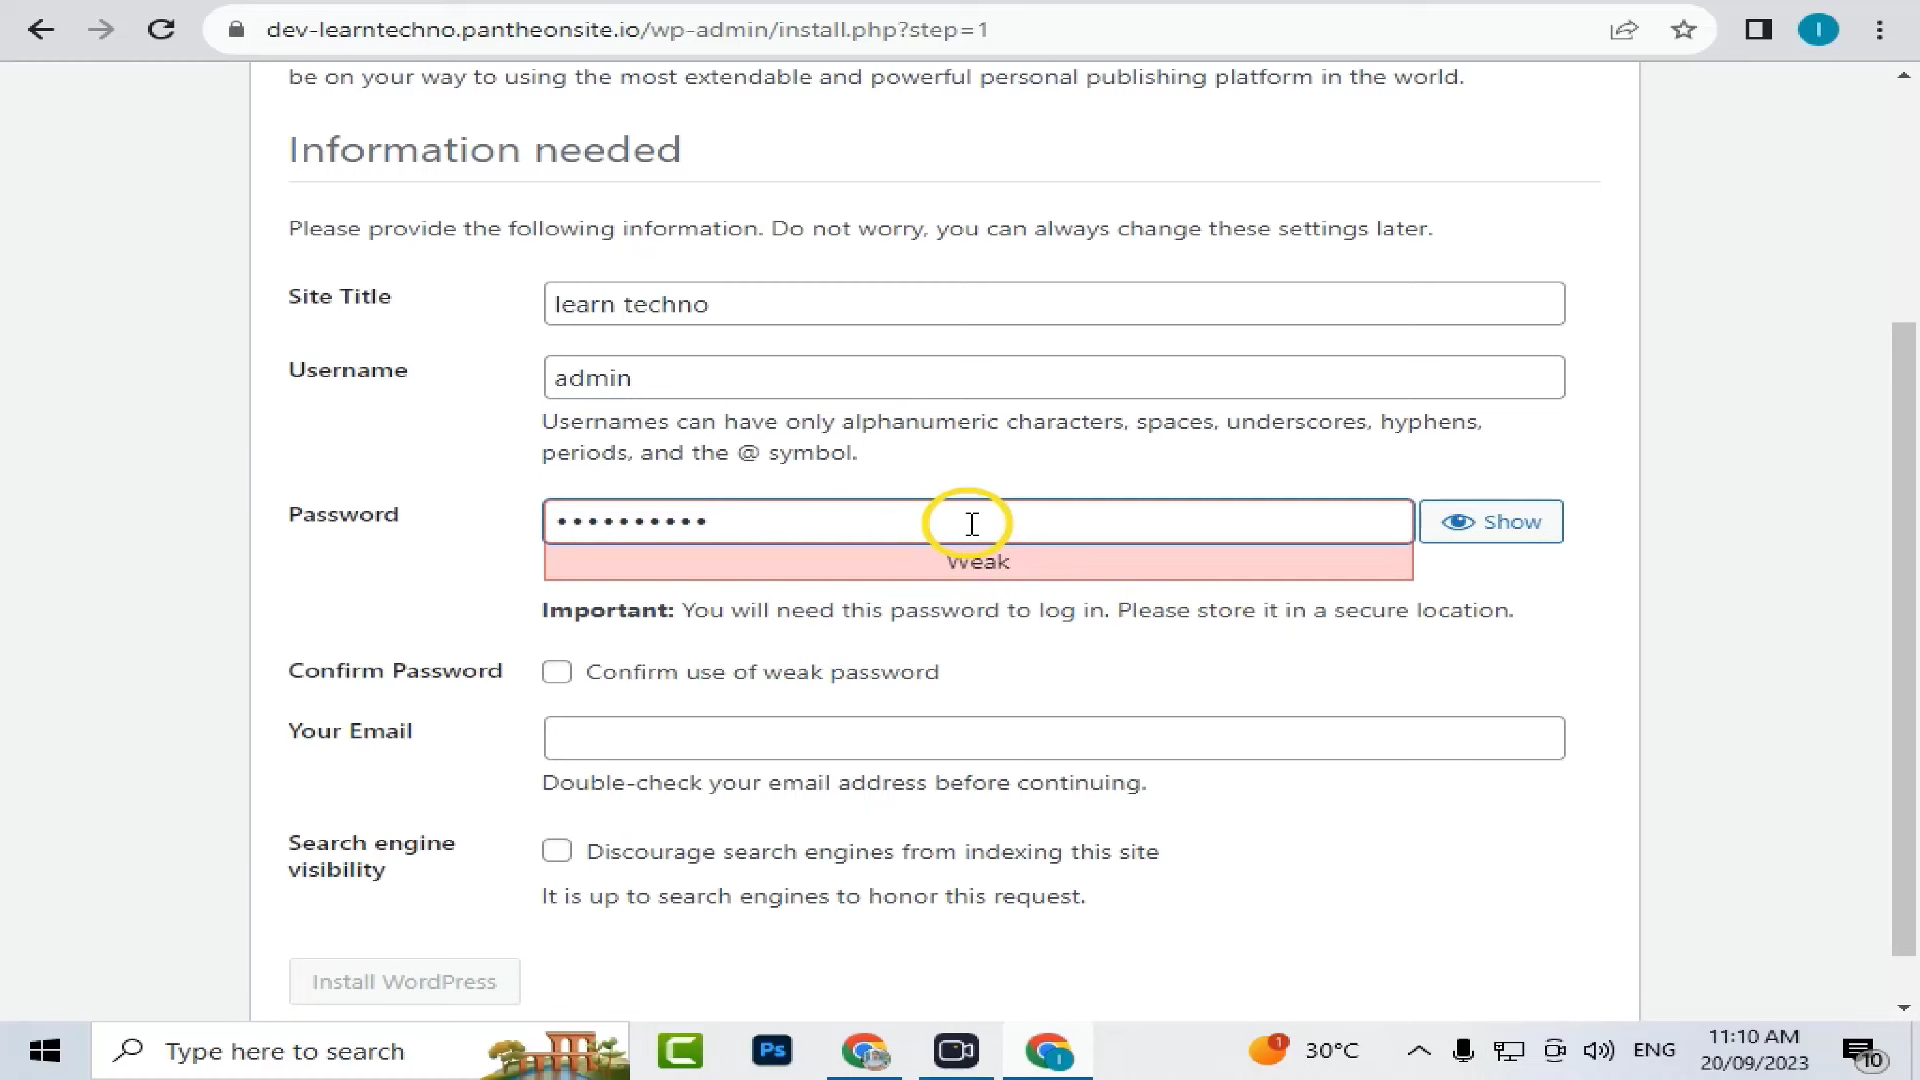 dev-learntechno.pantheonsite.io/wp-admin/install.php?step=1
I
be on your way to using the most extendable and powerful personal publishing platform in the world.
Information needed
Please provide the following information. Do not worry, you can always change these settings later.
Site Title
learn techno
Username
admin
Usernames can have only alphanumeric characters, spaces, underscores, hyphens,
periods, and the @ symbol.
Password
••••••••••
Show
Weak
Important: You will need this password to log in. Please store it in a secure location.
Confirm Password
Confirm use of weak password
Your Email
Double-check your email address before continuing.
Search engine
visibility
Discourage search engines from indexing this site
It is up to search engines to honor this request.
Install WordPress
Type here to search
C
Ps
I
1
30°C
ENG
11:10 AM
20/09/2023
10